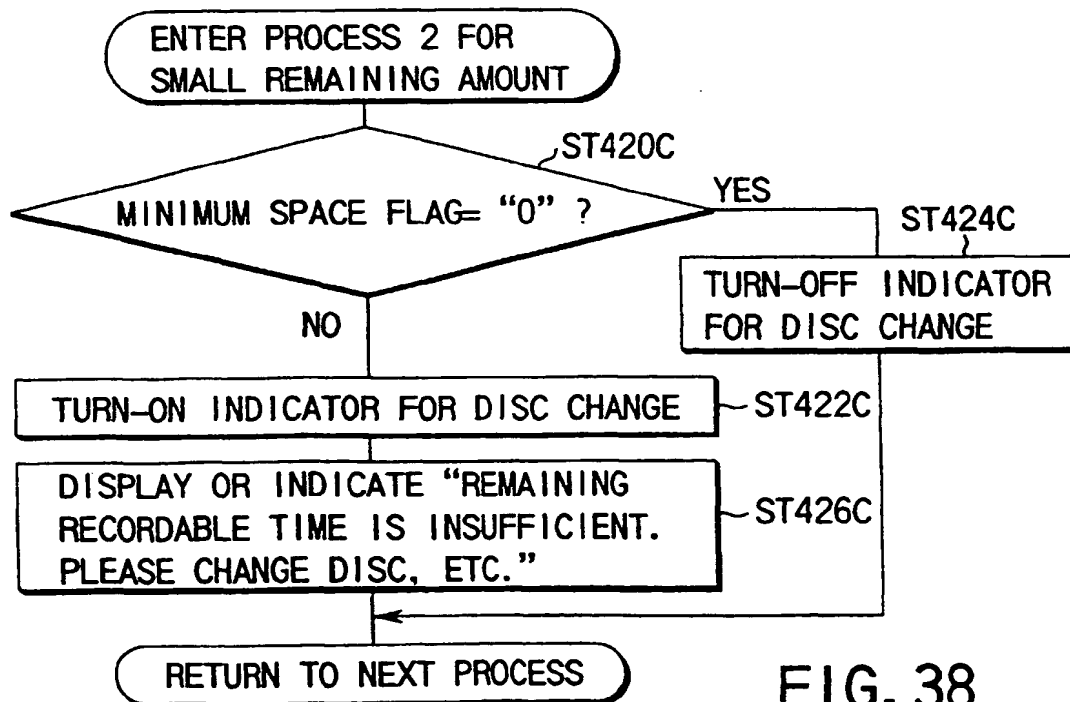 ENTER PROCESS 2 FOR
SMALL REMAINING AMOUNT
ST420C
MINIMUM SPACE FLAG= “0” ?
YES
ST424C
TURN-OFF INDICATOR
FOR DISC CHANGE
NO
TURN-ON INDICATOR FOR DISC CHANGE
ST422C
DISPLAY OR INDICATE “REMAINING
RECORDABLE TIME IS INSUFFICIENT.
PLEASE CHANGE DISC, ETC.”
ST426C
RETURN TO NEXT PROCESS
FIG. 38